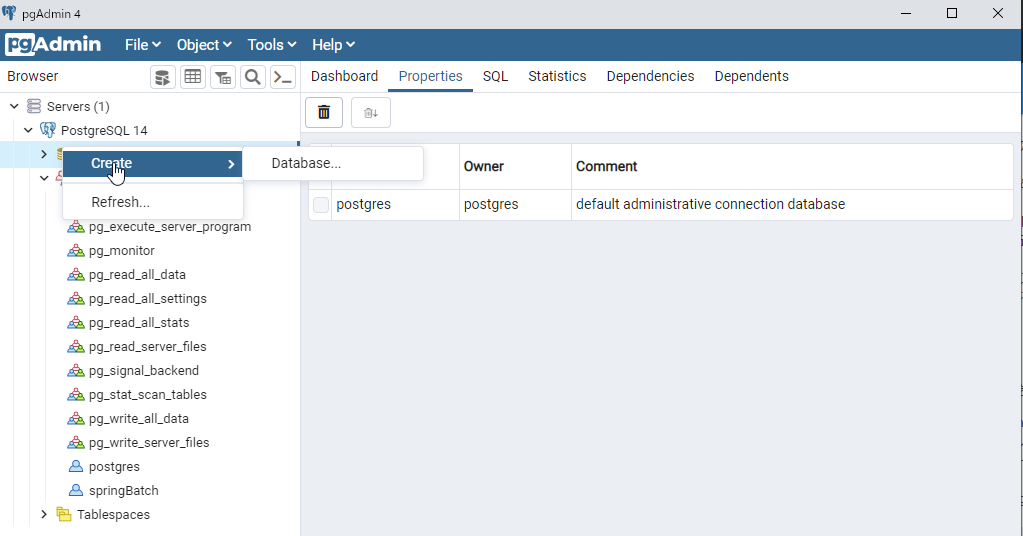 pgAdmin 4
pgAdmin File Object Tools Help
Browser
Dashboard Properties SQL Statistics Dependencies Dependents
Servers (1)
PostgreSQL 14
Create
Database...
Refresh...
Owner Comment
postgres postgres default administrative connection database
pg_execute_server_program
pg_monitor
pg_read_all_data
pg_read_all_settings
pg_read_all_stats
pg_read_server_files
pg_signal_backend
pg_stat_scan_tables
pg_write_all_data
pg_write_server_files
postgres
springBatch
Tablespaces